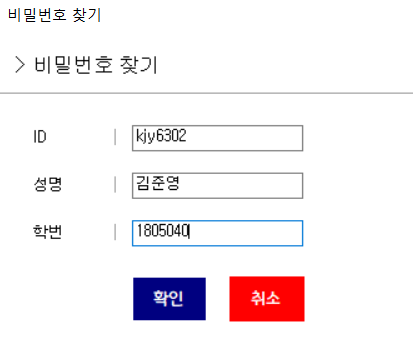 비밀번호 찾기
> 비밀번호 찾기
ID | kjy6302
성명 | 김준영
학번 | 1805040
확인 취소